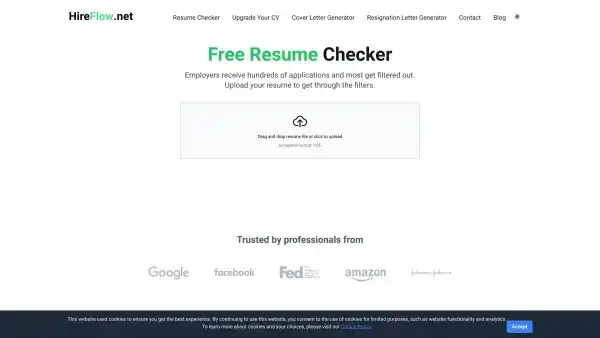 HireFlow.net
Resume Checker
Upgrade Your CV
Cover Letter Generator
Resignation Letter Generator
Contact
Blog
Free Resume Checker
Employers receive hundreds of applications and most get filtered out.
Upload your resume to get through the filters.
Drag and drop resume file or click to upload
Accepted format: PDF
Trusted by professionals from
Google
facebook
FedEx
amazon
Johnson & Johnson
This website uses cookies to ensure you get the best experience. By continuing to use this website, you consent to the use of cookies for limited purposes, such as website functionality and analytics.
To learn more about cookies and your choices, please visit our Cookie Policy
Accept